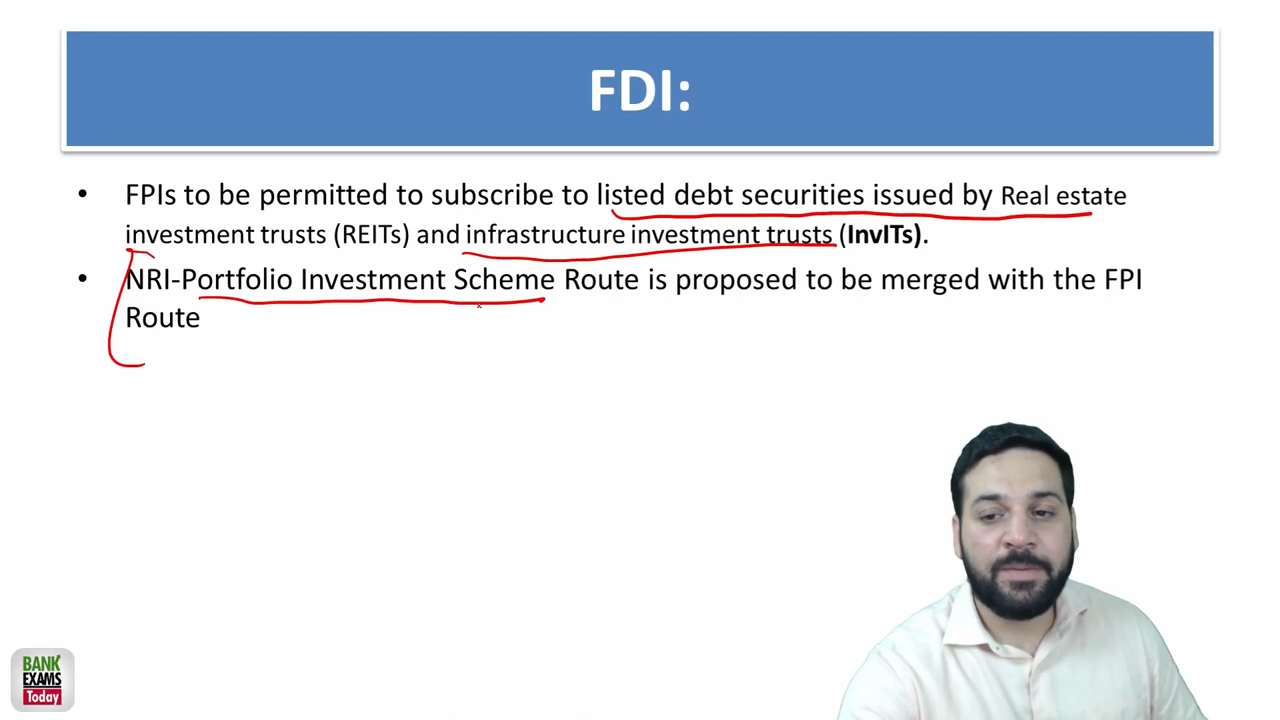 FDI:
• FPIs to be permitted to subscribe to listed debt securities issued by Real estate
investment trusts (REITs) and infrastructure investment trusts (InvITs).
• NRI-Portfolio Investment Scheme Route is proposed to be merged with the FPI
Route
BANK
EXAMS
Today